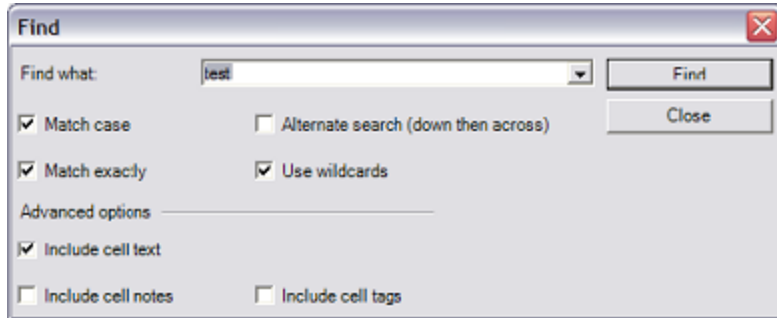 Find
Find what: test Find
Close
Match case Alternate search (down then across)
Match exactly Use wildcards
Advanced options
Include cell text
Include cell notes Include cell tags